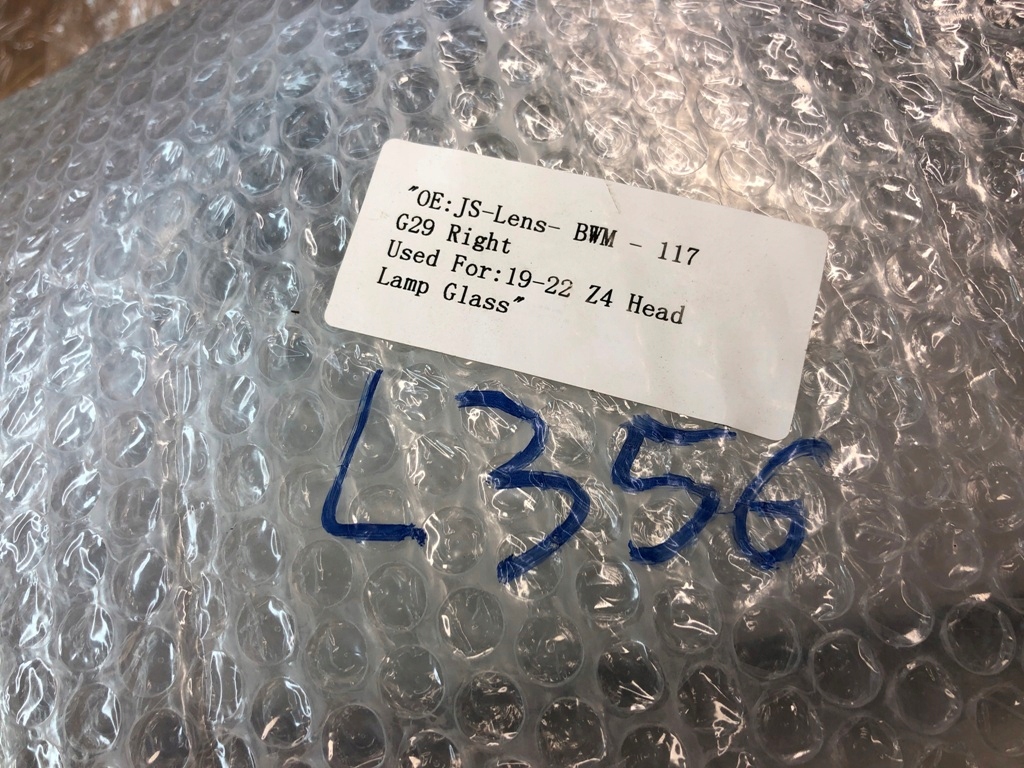 "OE:JS-Lens- BWM - 117
G29 Right
Used For:19-22 Z4 Head
Lamp Glass"
L356